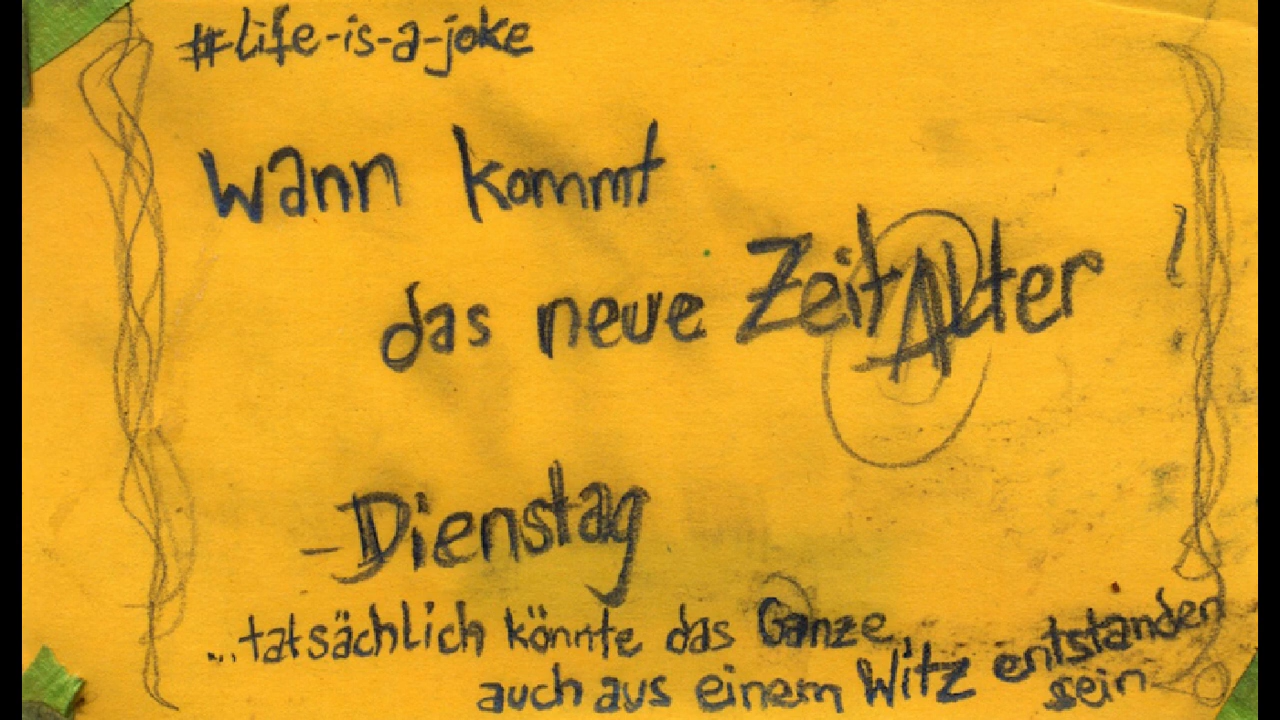 #-life-is-a-joke
wann kommt
das neue ZeitAlter ?
- Dienstag
...tatsächlich könnte das Ganze, entstanden
auch aus einem Witz sein